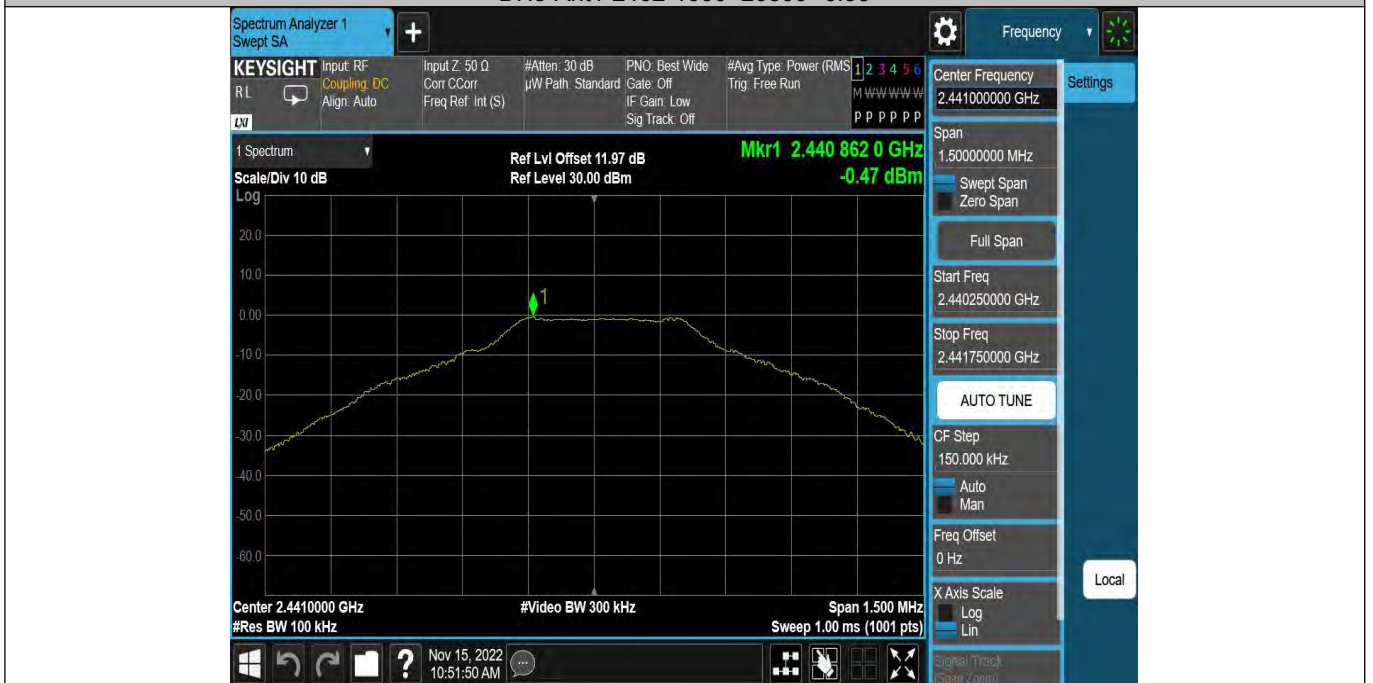 Spectrum Analyzer 1
Swept SA
+
Frequency
KEYSIGHT
RL
LXI
Input: RF
Coupling: DC
Align: Auto
Input Z: 50 Ω
Corr CCorr
Freq Ref: Int (S)
#Atten: 30 dB
µW Path: Standard
PNO: Best Wide
Gate: Off
IF Gain: Low
Sig Track: Off
#Avg Type: Power (RMS
Trig: Free Run
1 2 3 4 5 6
M W W W W W
P P P P P P
Center Frequency
2.441000000 GHz
Settings
1 Spectrum
Scale/Div 10 dB
Log
Ref Lvl Offset 11.97 dB
Ref Level 30.00 dBm
Mkr1 2.440 862 0 GHz
-0.47 dBm
Span
1.50000000 MHz
Swept Span
Zero Span
Full Span
Start Freq
2.440250000 GHz
Stop Freq
2.441750000 GHz
AUTO TUNE
CF Step
150.000 kHz
Auto
Man
Freq Offset
0 Hz
X Axis Scale
Log
Lin
Signal Track
(Span Zoom)
Local
20.0
10.0
0.00
-10.0
-20.0
-30.0
-40.0
-50.0
-60.0
1
Center 2.4410000 GHz
#Res BW 100 kHz
#Video BW 300 kHz
Span 1.500 MHz
Sweep 1.00 ms (1001 pts)
?
Nov 15, 2022
10:51:50 AM